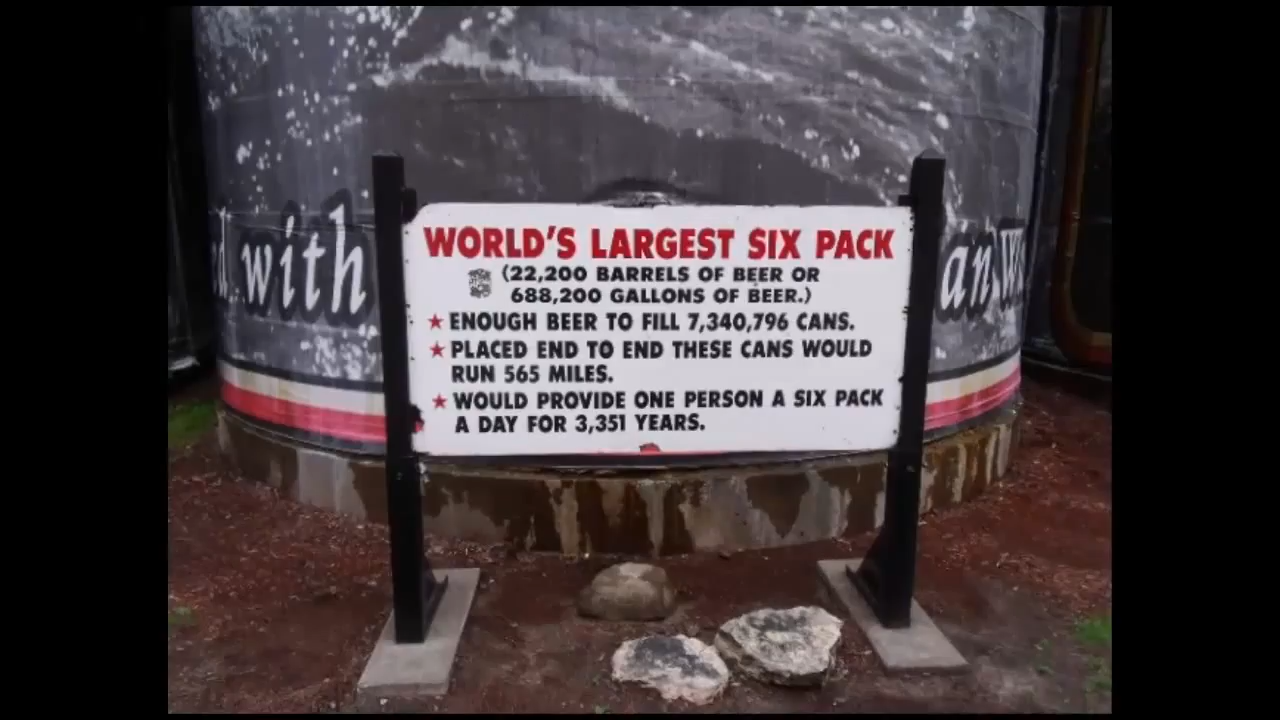 WORLD'S LARGEST SIX PACK
(22,200 BARRELS OF BEER OR
688,200 GALLONS OF BEER.)
★ ENOUGH BEER TO FILL 7,340,796 CANS.
★ PLACED END TO END THESE CANS WOULD
RUN 565 MILES.
★ WOULD PROVIDE ONE PERSON A SIX PACK
A DAY FOR 3,351 YEARS.
with